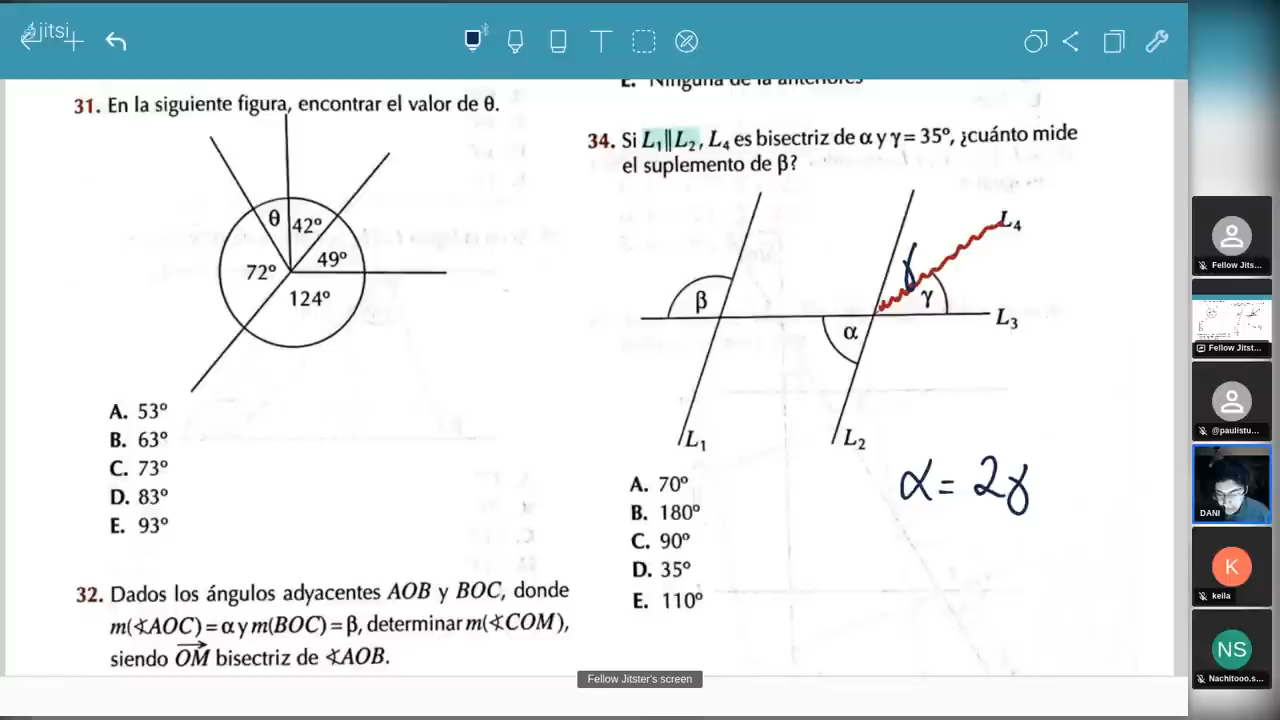 jitsi
E. Ninguna de la anteriores
31. En la siguiente figura, encontrar el valor de θ.
θ
42º
49º
72º
124º
A. 53º
B. 63º
C. 73º
D. 83º
E. 93º
32. Dados los ángulos adyacentes AOB y BOC, donde
m(∢AOC) = α y m(BOC) = β, determinar m(∢COM),
siendo OM bisectriz de ∢AOB.
34. Si L₁ ∥ L₂, L₄ es bisectriz de α y γ = 35º, ¿cuánto mide
el suplemento de β?
L₄
γ
β
γ
L₃
α
L₁
L₂
α = 2γ
A. 70º
B. 180º
C. 90º
D. 35º
E. 110º
Fellow Jitster's screen
Fellow Jits...
Fellow Jitst...
@paulistu...
DANI
K
keila
NS
Nachitooo.s...